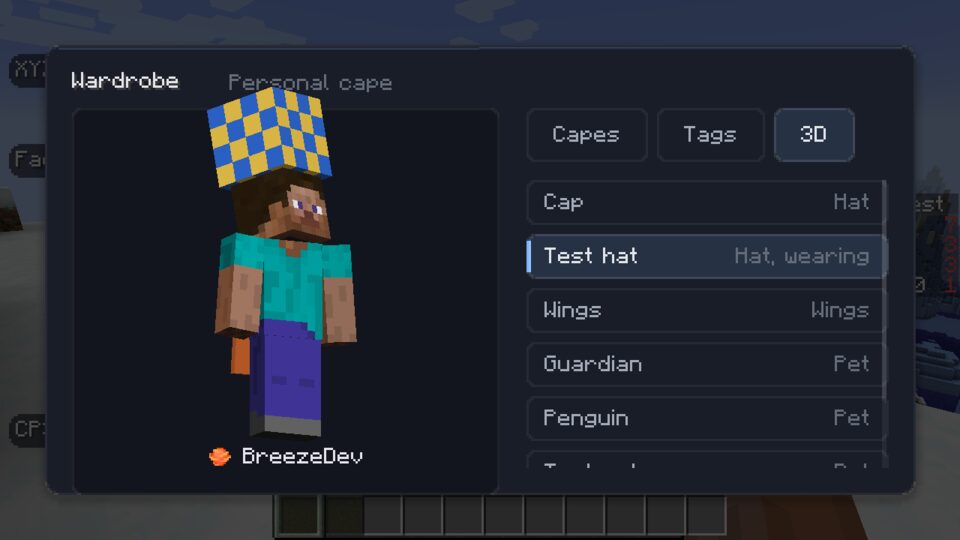 Wardrobe
Personal cape
Capes
Tags
3D
Cap
Hat
Test hat
Hat, wearing
Wings
Wings
Guardian
Pet
Penguin
Pet
BreezeDev